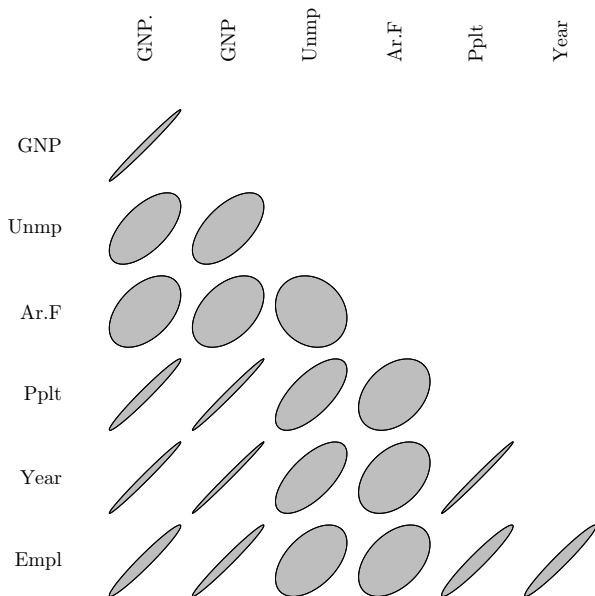 GNP. GNP Unmp Ar.F Pplt Year
GNP
Unmp
Ar.F
Pplt
Year
Empl